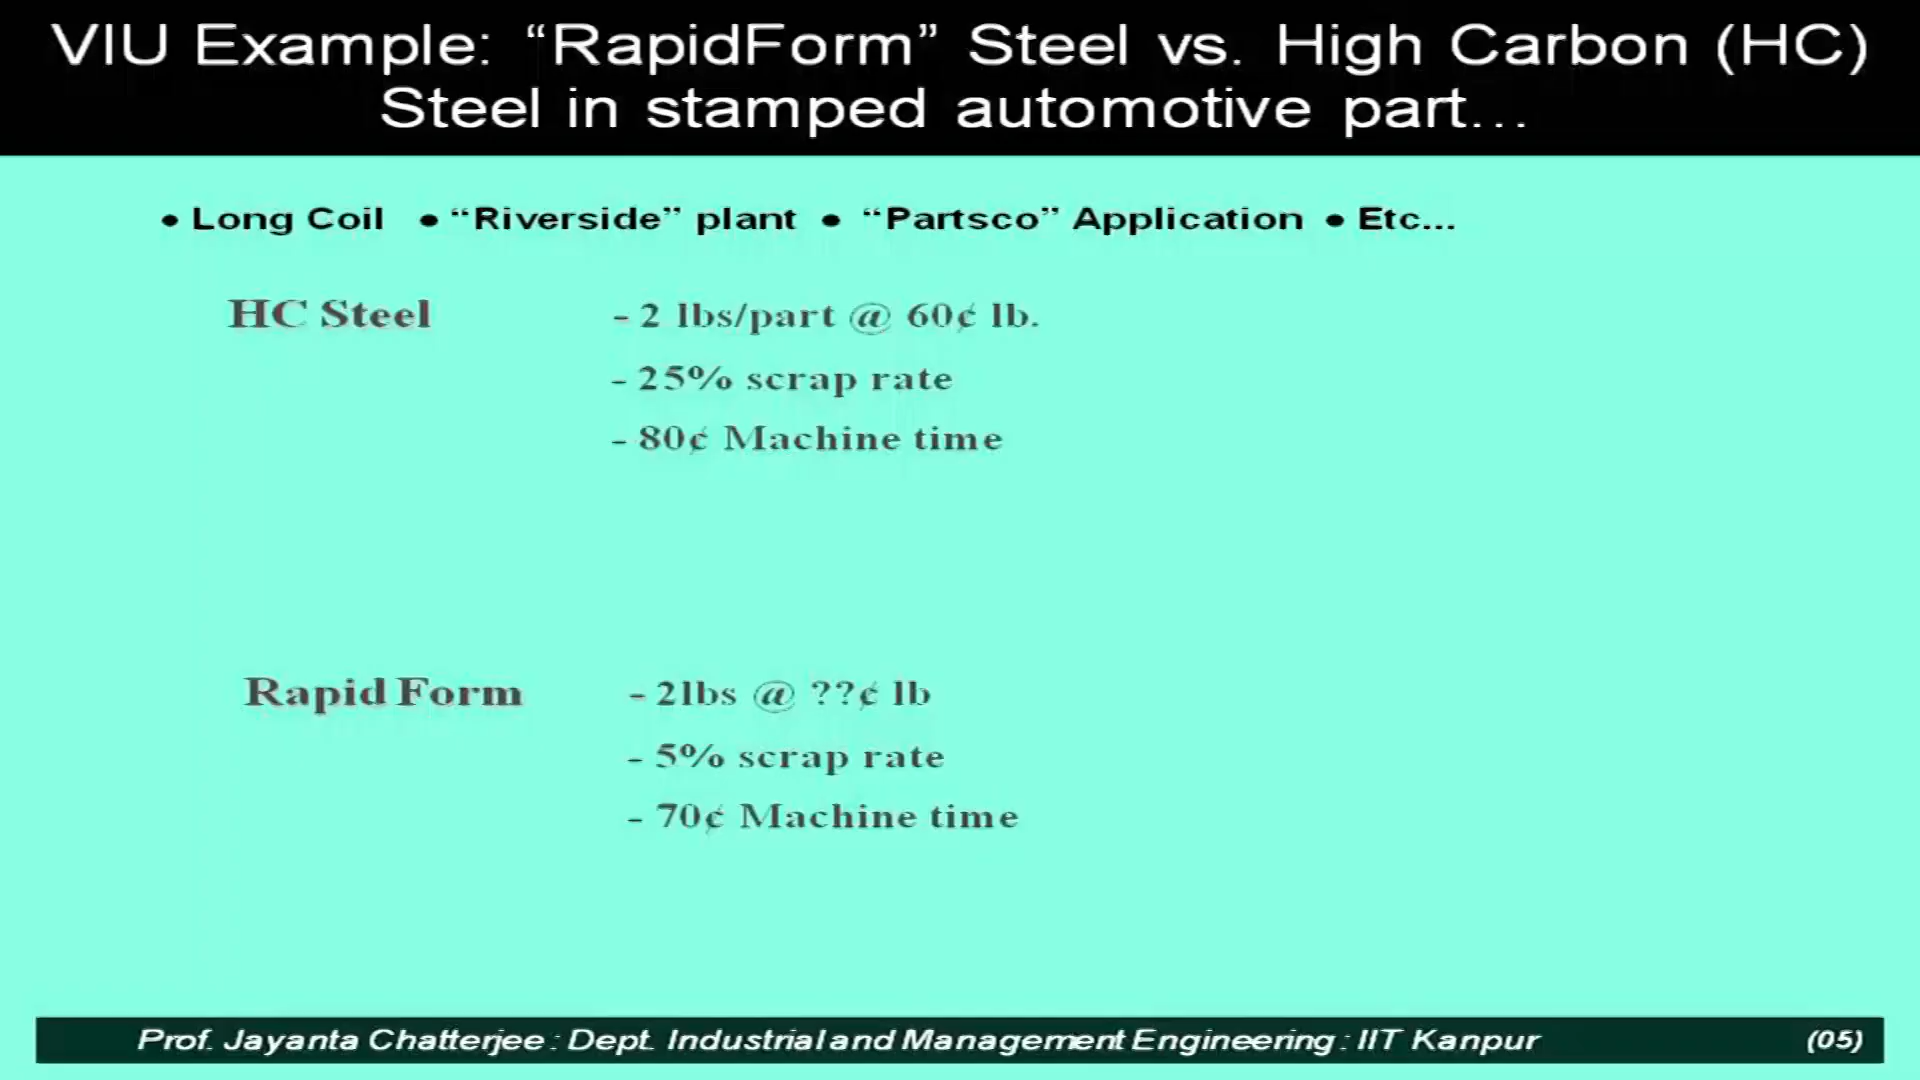 VIU Example: “RapidForm” Steel vs. High Carbon (HC)
Steel in stamped automotive part...
• Long Coil • “Riverside” plant • “Partsco” Application • Etc...
HC Steel - 2 lbs/part @ 60¢ lb.
- 25% scrap rate
- 80¢ Machine time
Rapid Form - 2lbs @ ??¢ lb
- 5% scrap rate
- 70¢ Machine time
Prof. Jayanta Chatterjee : Dept. Industrial and Management Engineering : IIT Kanpur (05)